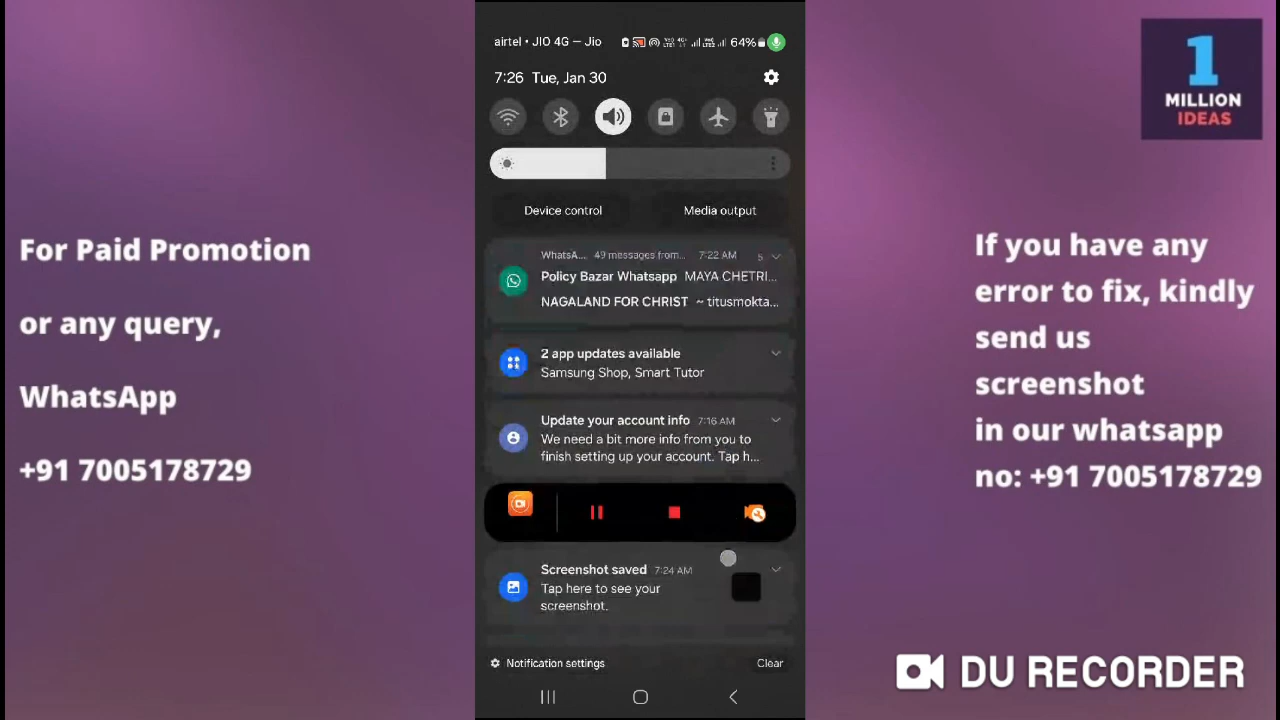 airtel • JIO 4G — Jio
64%
7:26 Tue, Jan 30
Device control
Media output
WhatsA... 49 messages from.. 7:22 AM 5
Policy Bazar Whatsapp MAYA CHETRI...
NAGALAND FOR CHRIST ~ titusmokta...
2 app updates available
Samsung Shop, Smart Tutor
Update your account info 7:16 AM
We need a bit more info from you to
finish setting up your account. Tap h...
Screenshot saved 7:24 AM
Tap here to see your
screenshot.
Notification settings
Clear
For Paid Promotion
or any query,
WhatsApp
+91 7005178729
1
MILLION
IDEAS
If you have any
error to fix, kindly
send us
screenshot
in our whatsapp
no: +91 7005178729
DU RECORDER